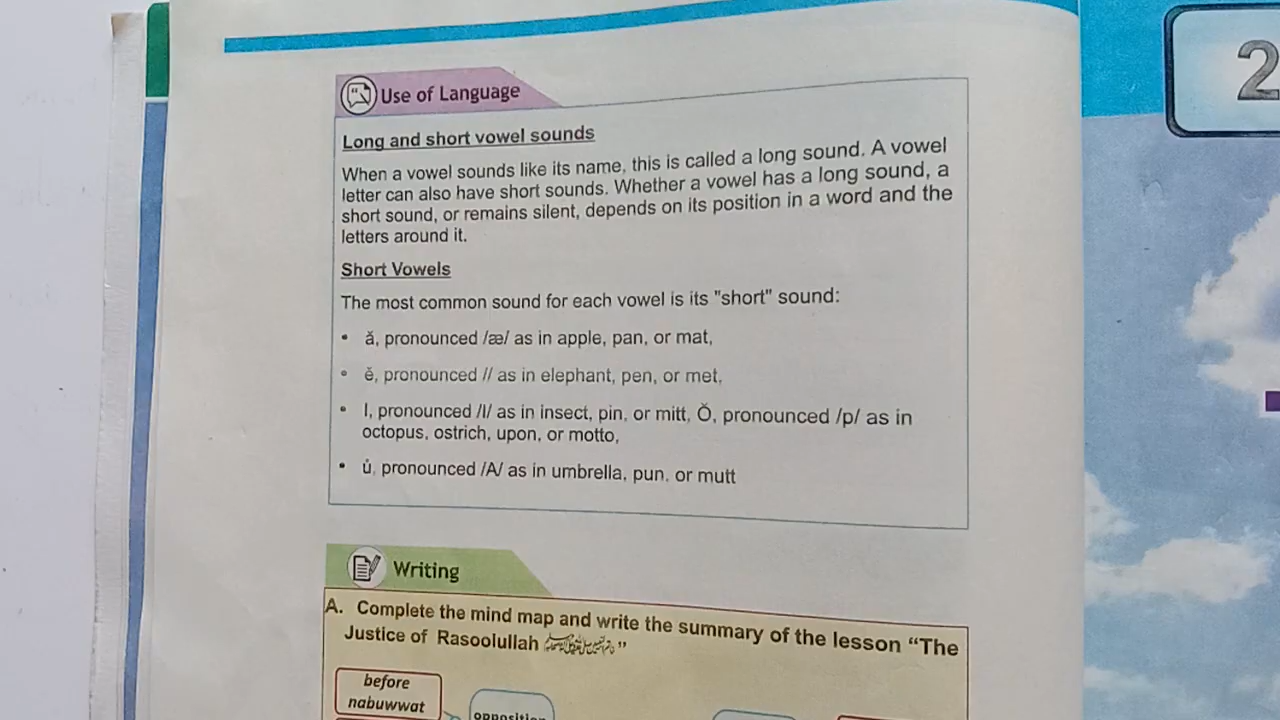 2
Use of Language
Long and short vowel sounds
When a vowel sounds like its name, this is called a long sound. A vowel
letter can also have short sounds. Whether a vowel has a long sound, a
short sound, or remains silent, depends on its position in a word and the
letters around it.
Short Vowels
The most common sound for each vowel is its "short" sound:
• ă, pronounced /æ/ as in apple, pan, or mat,
• ĕ, pronounced // as in elephant, pen, or met,
• I, pronounced /I/ as in insect, pin, or mitt, Ŏ, pronounced /p/ as in
octopus, ostrich, upon, or motto,
• ủ, pronounced /A/ as in umbrella, pun, or mutt
Writing
A. Complete the mind map and write the summary of the lesson “The
Justice of Rasoolullah ”
before
nabuwwat
opposition